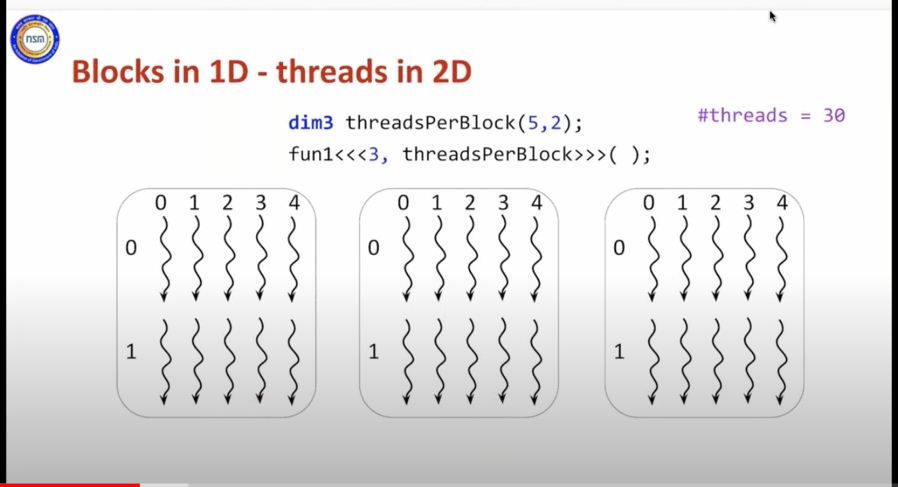 nsm
Blocks in 1D - threads in 2D
dim3 threadsPerBlock(5,2);
#threads = 30
fun1<<<3, threadsPerBlock>>>( );
0 1 2 3 4
0
1
0 1 2 3 4
0
1
0 1 2 3 4
0
1